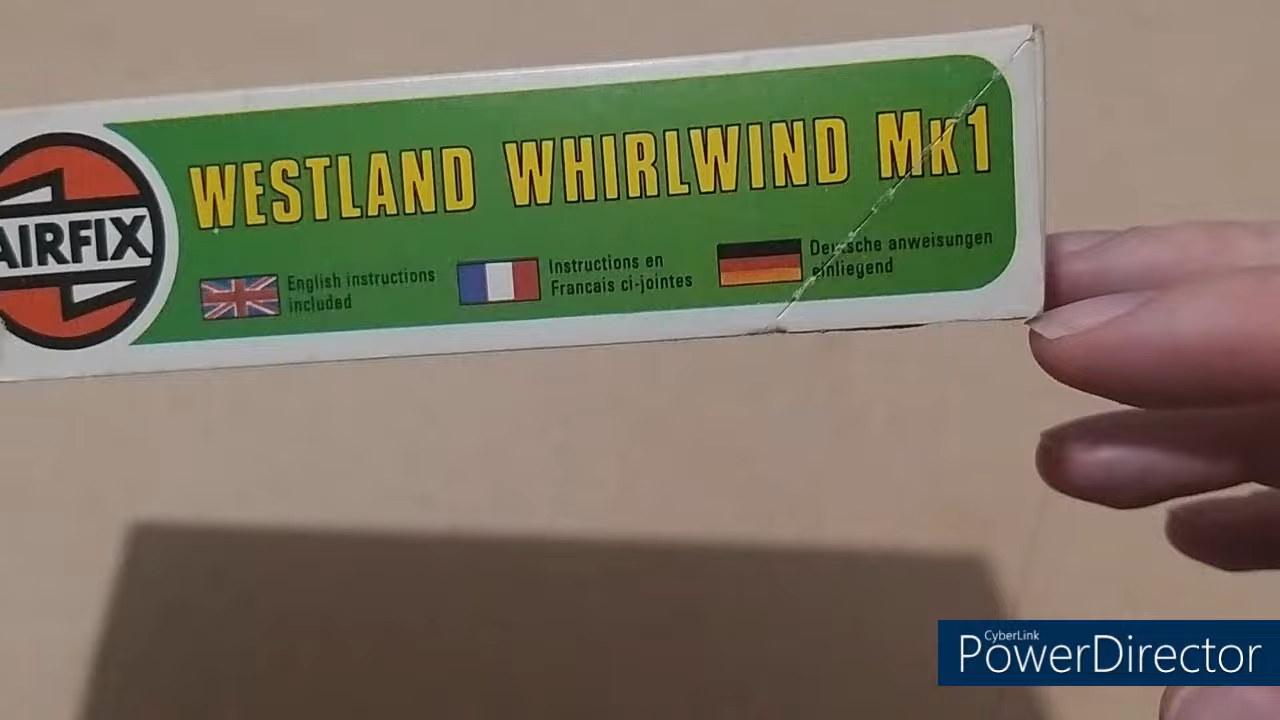 WESTLAND WHIRLWIND MK1
AIRFIX
English instructions
included
Instructions en
Francais ci-jointes
Deutsche anweisungen
einliegend
CyberLink
PowerDirector